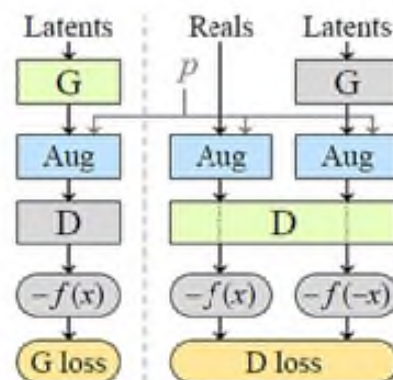 Latents Reals Latents
p
G G
Aug Aug Aug
D D
−f(x) −f(x) −f(−x)
G loss D loss